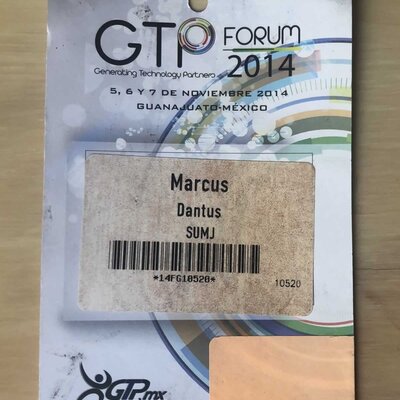 GTP FORUM
Generating Technology Partners 2014
5, 6 Y 7 DE NOVIEMBRE 2014
GUANAJUATO-MÉXICO
Marcus
Dantus
SUMJ
*14FG10520*
10520
GTP.mx